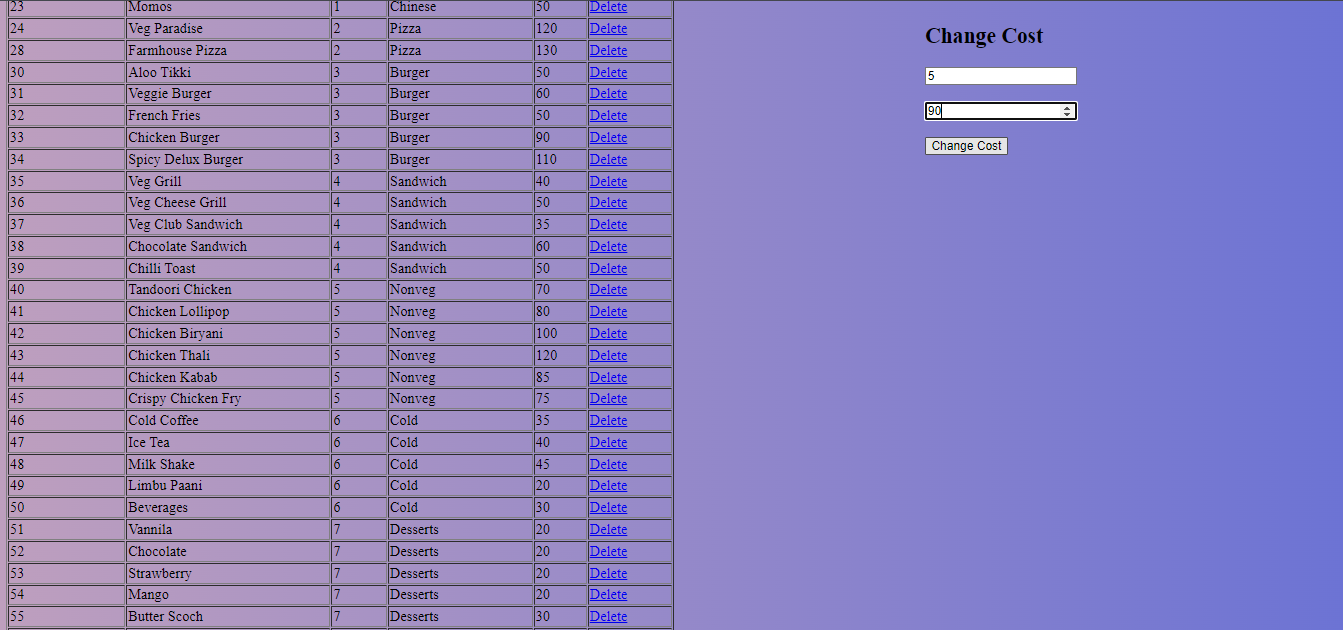 23 Momos 1 Chinese 50 Delete
24 Veg Paradise 2 Pizza 120 Delete
28 Farmhouse Pizza 2 Pizza 130 Delete
30 Aloo Tikki 3 Burger 50 Delete
31 Veggie Burger 3 Burger 60 Delete
32 French Fries 3 Burger 50 Delete
33 Chicken Burger 3 Burger 90 Delete
34 Spicy Delux Burger 3 Burger 110 Delete
35 Veg Grill 4 Sandwich 40 Delete
36 Veg Cheese Grill 4 Sandwich 50 Delete
37 Veg Club Sandwich 4 Sandwich 35 Delete
38 Chocolate Sandwich 4 Sandwich 60 Delete
39 Chilli Toast 4 Sandwich 50 Delete
40 Tandoori Chicken 5 Nonveg 70 Delete
41 Chicken Lollipop 5 Nonveg 80 Delete
42 Chicken Biryani 5 Nonveg 100 Delete
43 Chicken Thali 5 Nonveg 120 Delete
44 Chicken Kabab 5 Nonveg 85 Delete
45 Crispy Chicken Fry 5 Nonveg 75 Delete
46 Cold Coffee 6 Cold 35 Delete
47 Ice Tea 6 Cold 40 Delete
48 Milk Shake 6 Cold 45 Delete
49 Limbu Paani 6 Cold 20 Delete
50 Beverages 6 Cold 30 Delete
51 Vannila 7 Desserts 20 Delete
52 Chocolate 7 Desserts 20 Delete
53 Strawberry 7 Desserts 20 Delete
54 Mango 7 Desserts 20 Delete
55 Butter Scoch 7 Desserts 30 Delete
Change Cost
5
90
Change Cost